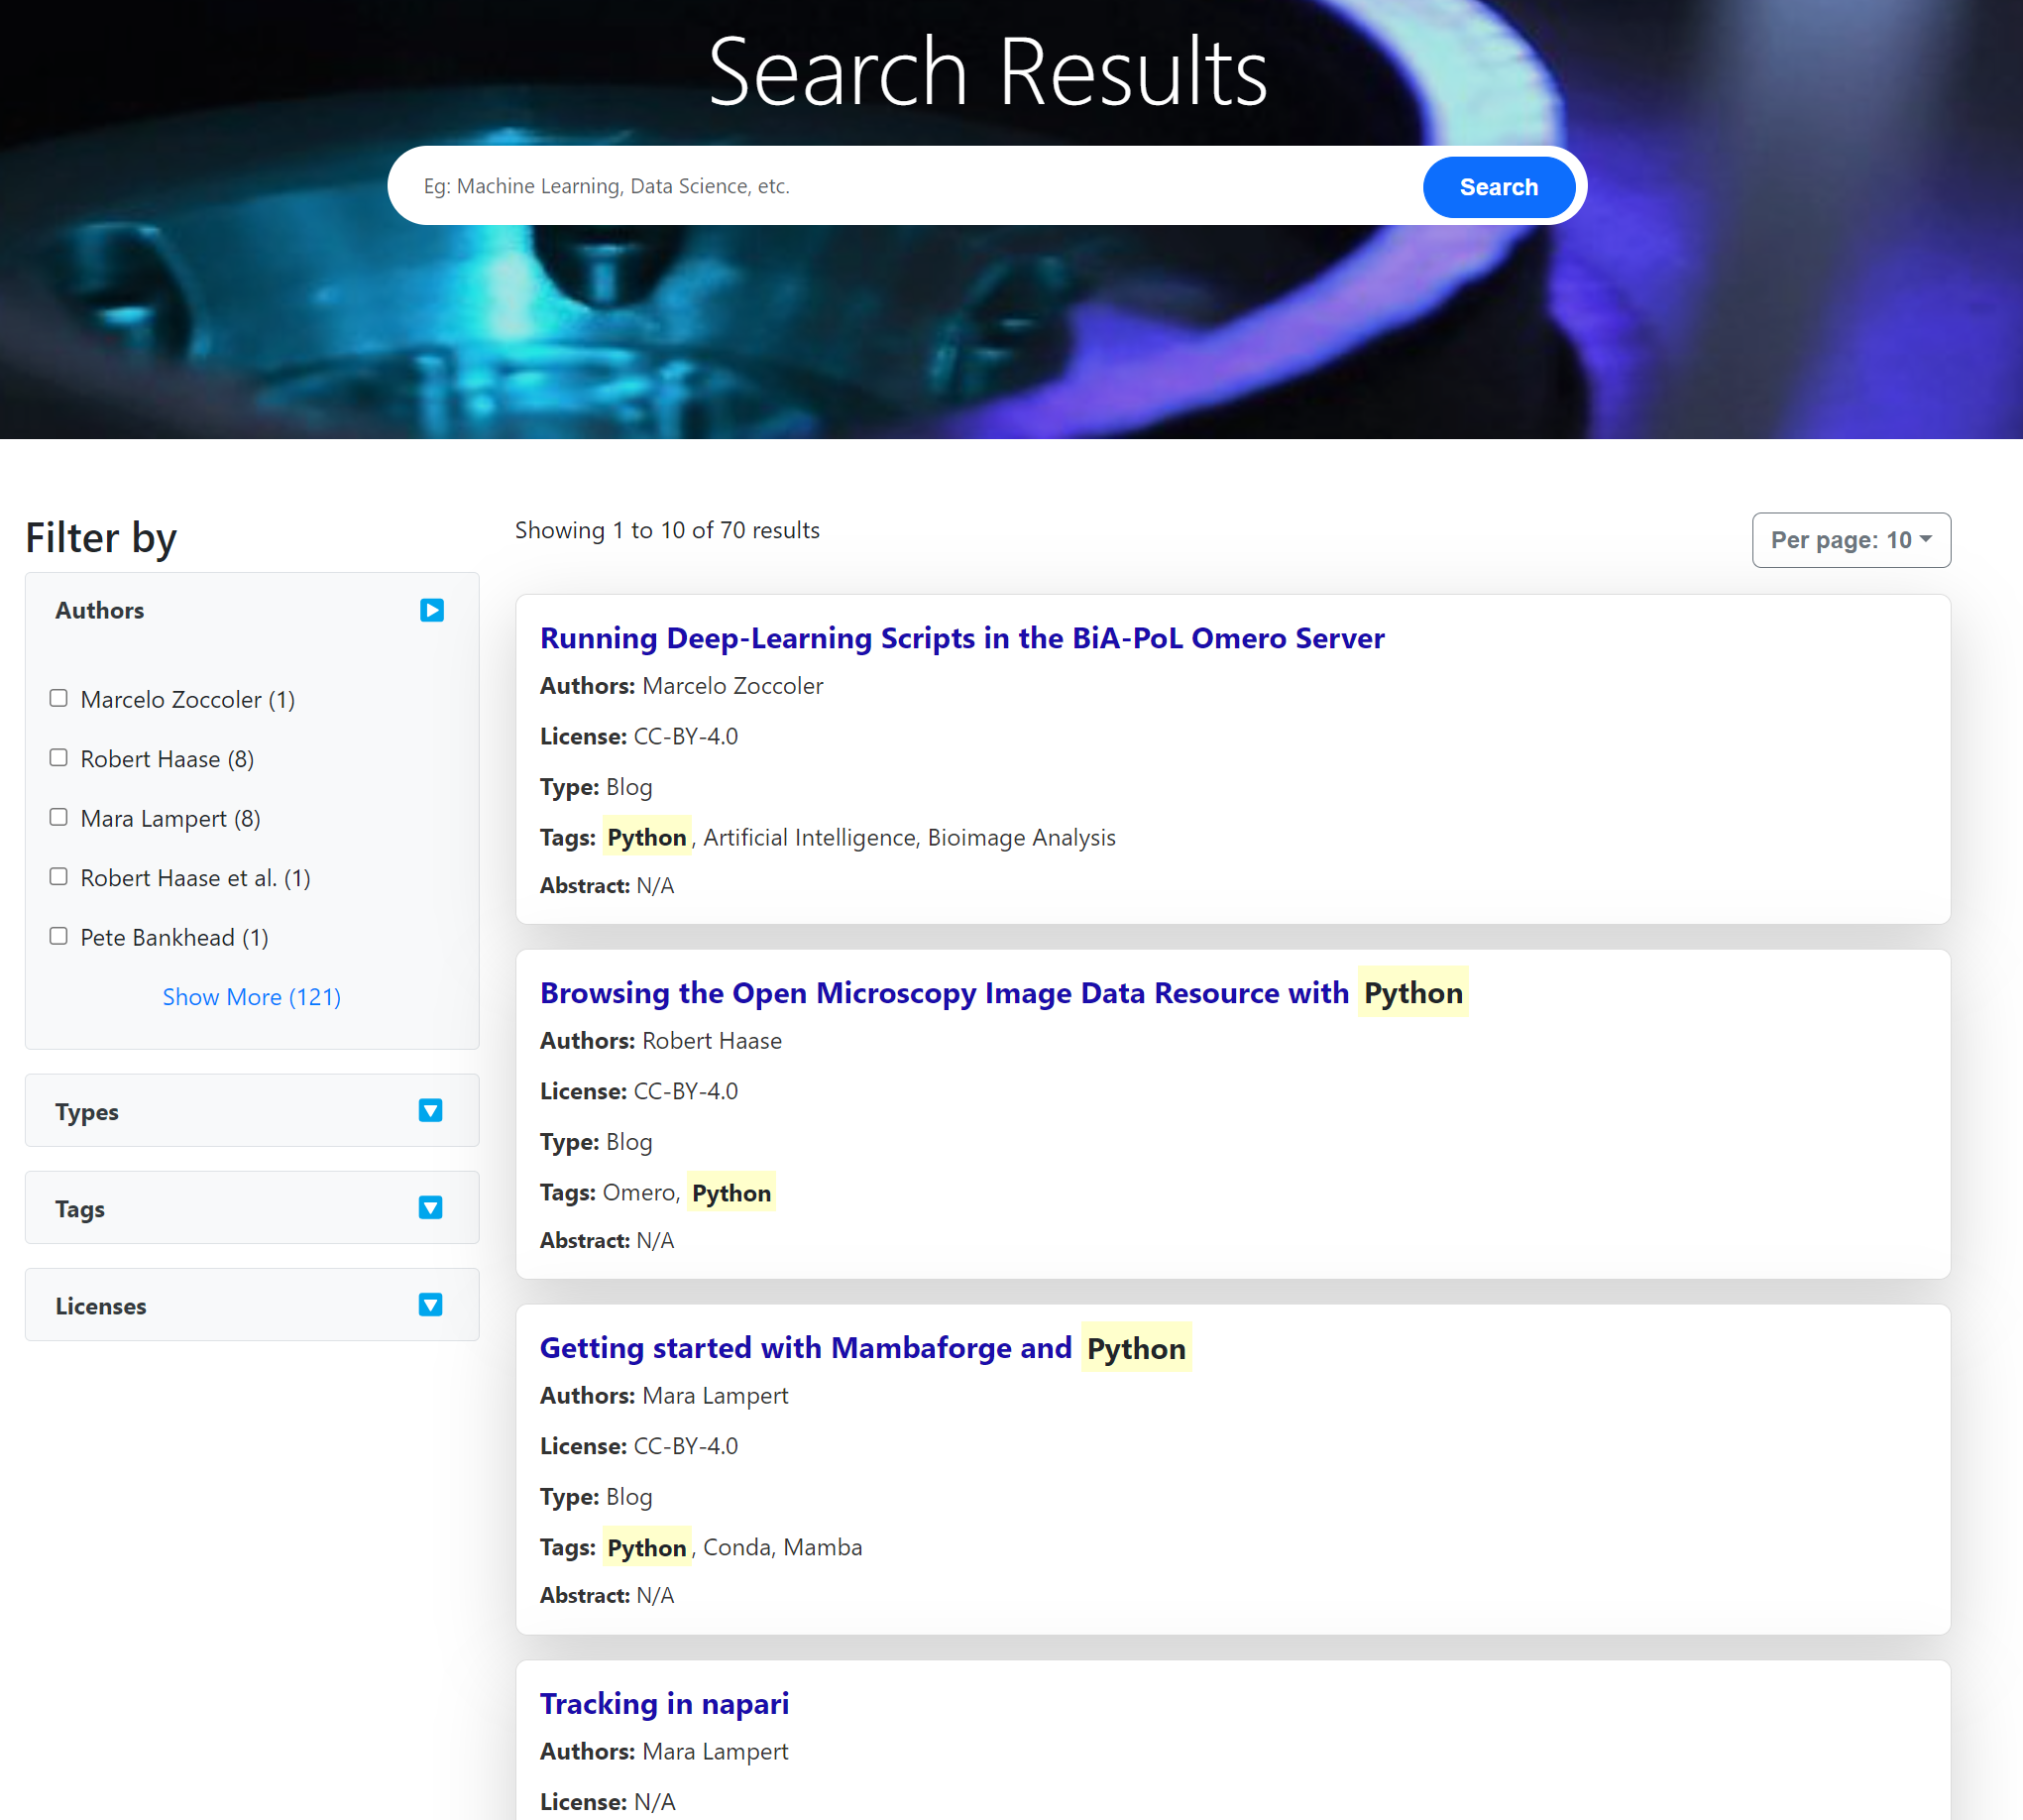 Search Results
Eg: Machine Learning, Data Science, etc.
Search
Filter by
Authors
Marcelo Zoccoler (1)
Robert Haase (8)
Mara Lampert (8)
Robert Haase et al. (1)
Pete Bankhead (1)
Show More (121)
Types
Tags
Licenses
Showing 1 to 10 of 70 results
Per page: 10
Running Deep-Learning Scripts in the BiA-PoL Omero Server
Authors: Marcelo Zoccoler
License: CC-BY-4.0
Type: Blog
Tags: Python, Artificial Intelligence, Bioimage Analysis
Abstract: N/A
Browsing the Open Microscopy Image Data Resource with Python
Authors: Robert Haase
License: CC-BY-4.0
Type: Blog
Tags: Omero, Python
Abstract: N/A
Getting started with Mambaforge and Python
Authors: Mara Lampert
License: CC-BY-4.0
Type: Blog
Tags: Python, Conda, Mamba
Abstract: N/A
Tracking in napari
Authors: Mara Lampert
License: N/A